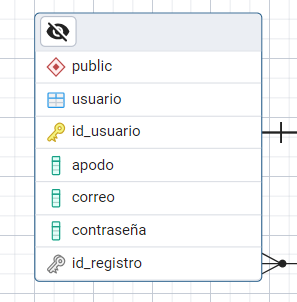 public
usuario
id_usuario
apodo
correo
contraseña
id_registro